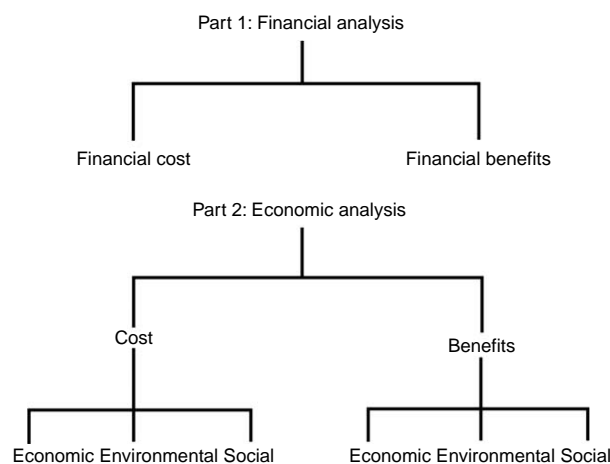 Part 1: Financial analysis
Financial cost
Financial benefits
Part 2: Economic analysis
Cost
Benefits
Economic Environmental Social
Economic Environmental Social